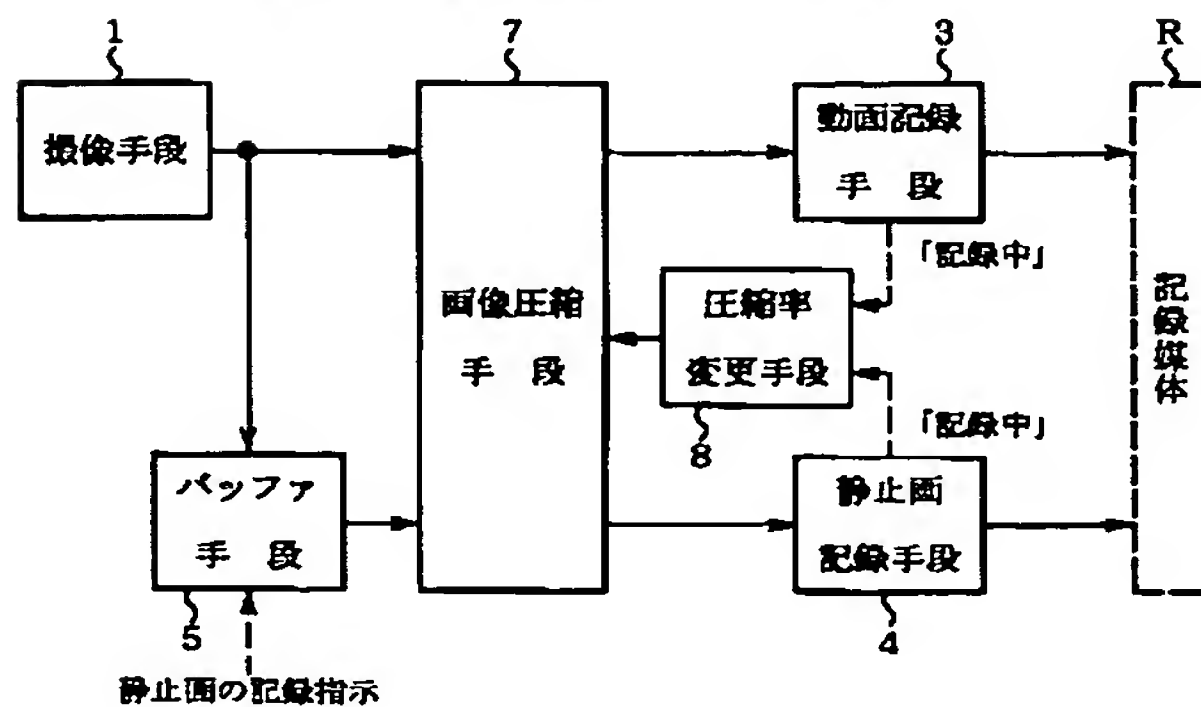 1
7
3
R
撮像手段
動画記録
手 段
「記録中」
画像圧縮
手 段
圧縮率
変更手段
8
記録媒体
「記録中」
バッファ
手 段
静止画
記録手段
5
4
静止画の記録指示